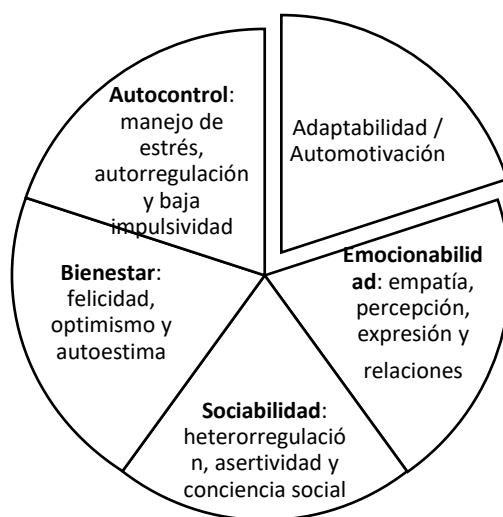 Autocontrol:
manejo de
estrés,
autorregulación
y baja
impulsividad
Adaptabilidad /
Automotivación
Emocionabilid
ad: empatía,
percepción,
expresión y
relaciones
Sociabilidad:
heterorregulació
n, asertividad y
conciencia social
Bienestar:
felicidad,
optimismo y
autoestima